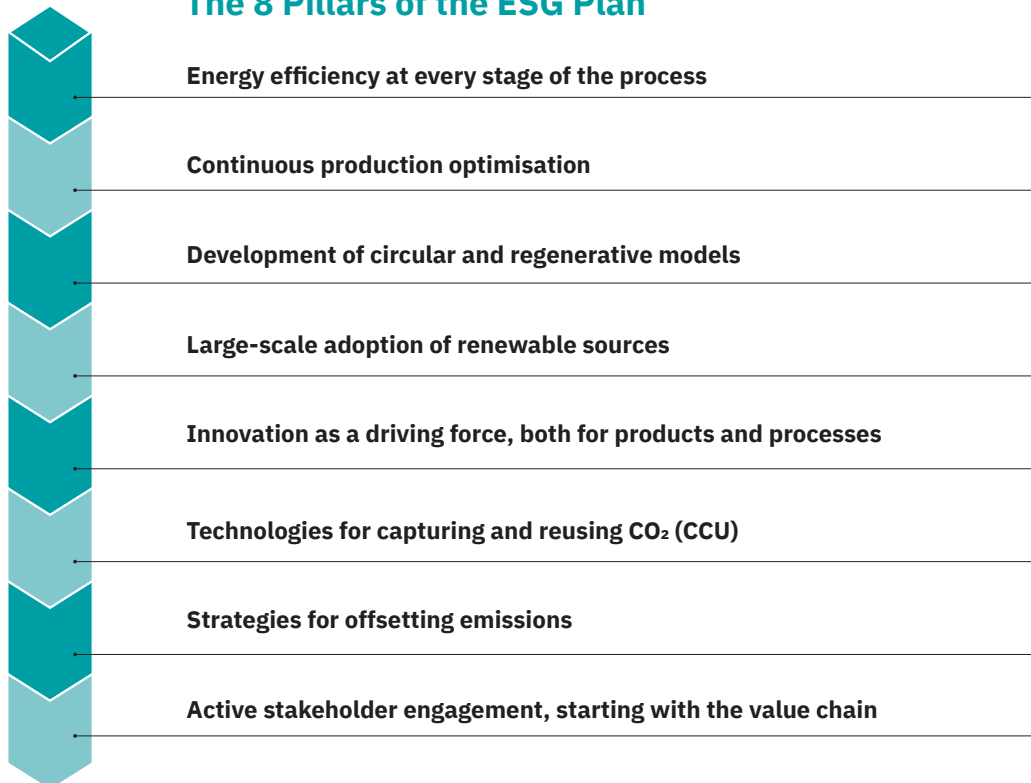 The 8 Pillars of the ESG Plan
Energy efficiency at every stage of the process
Continuous production optimisation
Development of circular and regenerative models
Large-scale adoption of renewable sources
Innovation as a driving force, both for products and processes
Technologies for capturing and reusing CO₂ (CCU)
Strategies for offsetting emissions
Active stakeholder engagement, starting with the value chain